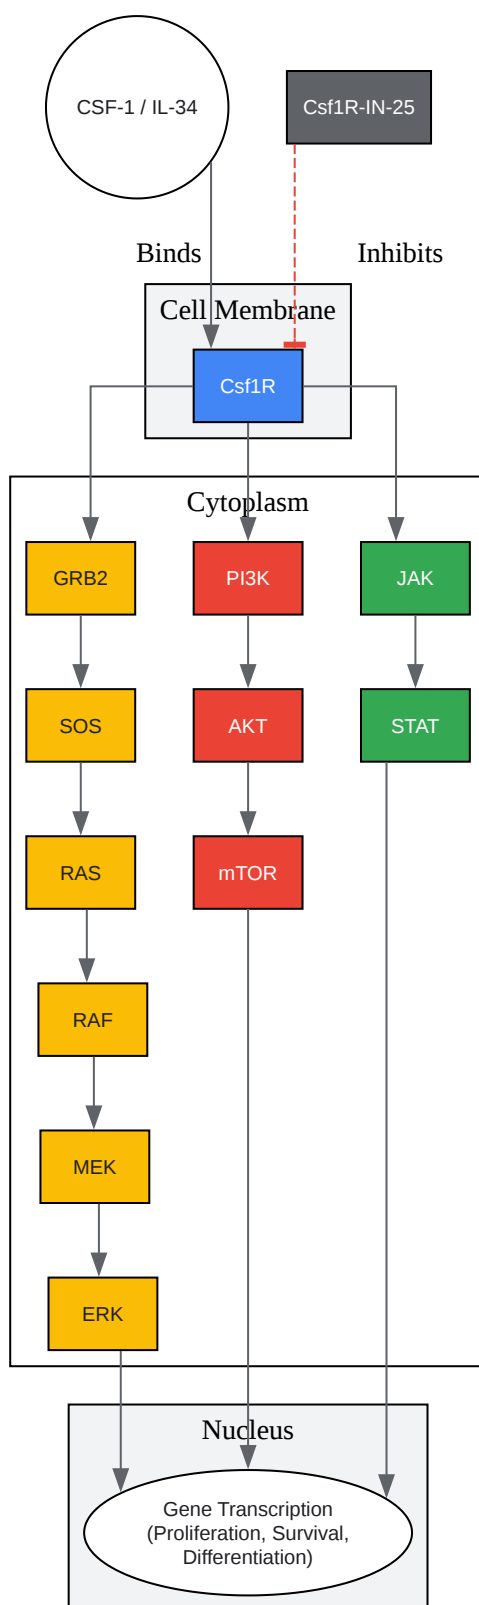 CSF-1 / IL-34
Csf1R-IN-25
Binds
Inhibits
Cell Membrane
Csf1R
Cytoplasm
GRB2
PI3K
JAK
SOS
AKT
STAT
RAS
mTOR
RAF
MEK
ERK
Nucleus
Gene Transcription
(Proliferation, Survival,
Differentiation)